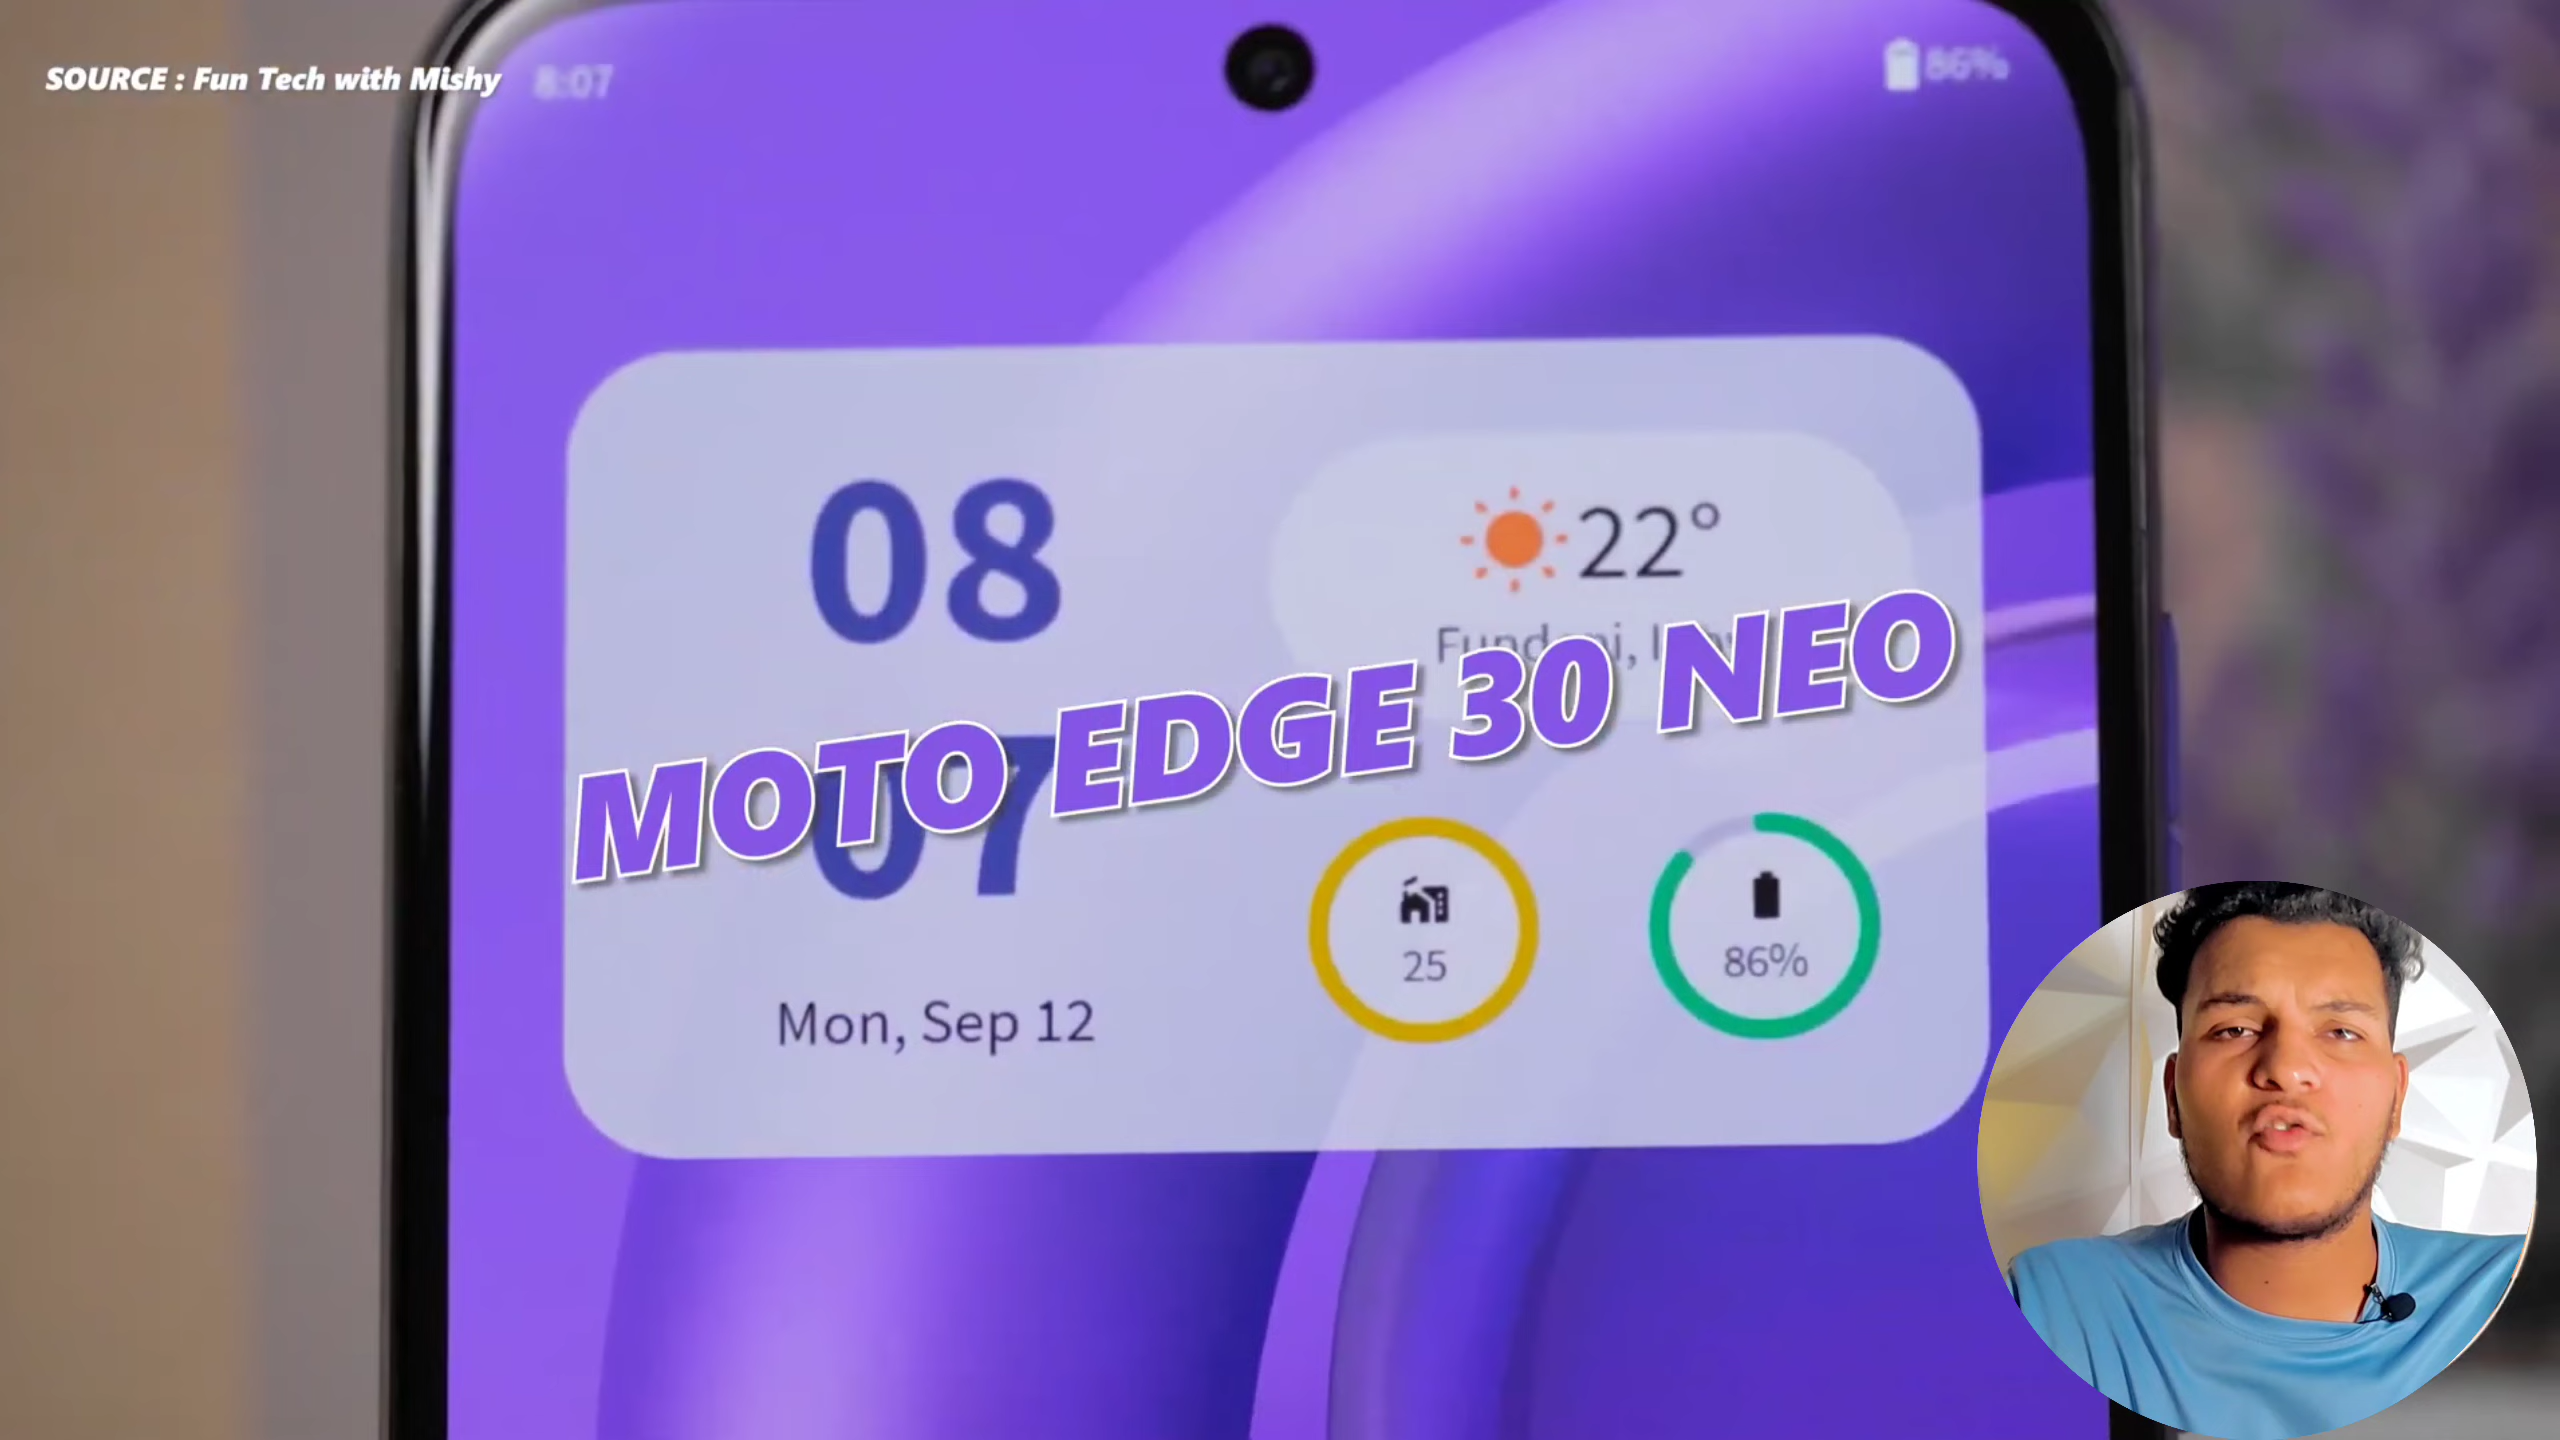 SOURCE : Fun Tech with Mishy
8:07
86%
08
22°
MOTO EDGE 30 NEO
07
25
86%
Mon, Sep 12